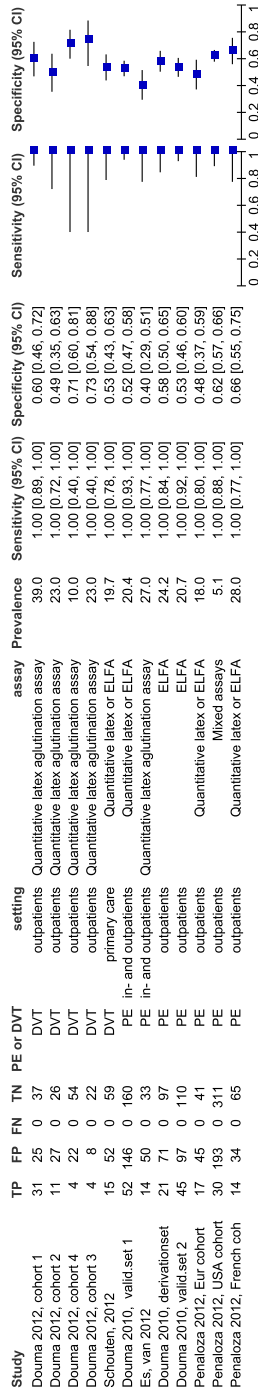 Study TP FP FN TN PE or DVT setting assay Prevalence Sensitivity (95% CI) Specificity (95% CI) Sensitivity (95% CI) Specificity (95% CI)
Douma 2012, cohort 1 31 25 0 37 DVT outpatients Quantitative latex aglutination assay 39.0 1.00 [0.89, 1.00] 0.60 [0.46, 0.72]
Douma 2012, cohort 2 11 27 0 26 DVT outpatients Quantitative latex aglutination assay 23.0 1.00 [0.72, 1.00] 0.49 [0.35, 0.63]
Douma 2012, cohort 4 4 22 0 54 DVT outpatients Quantitative latex aglutination assay 10.0 1.00 [0.40, 1.00] 0.71 [0.60, 0.81]
Douma 2012, cohort 3 4 8 0 22 DVT outpatients Quantitative latex aglutination assay 23.0 1.00 [0.40, 1.00] 0.73 [0.54, 0.88]
Schouten, 2012 15 52 0 59 DVT primary care Quantitative latex or ELFA 19.7 1.00 [0.78, 1.00] 0.53 [0.43, 0.63]
Douma 2010, valid.set 1 52 146 0 160 PE in- and outpatients Quantitative latex or ELFA 20.4 1.00 [0.93, 1.00] 0.52 [0.47, 0.58]
Es, van 2012 14 50 0 33 PE in- and outpatients Quantitative latex aglutination assay 27.0 1.00 [0.77, 1.00] 0.40 [0.29, 0.51]
Douma 2010, derivationset 21 71 0 97 PE outpatients ELFA 24.2 1.00 [0.84, 1.00] 0.58 [0.50, 0.65]
Douma 2010, valid.set 2 45 97 0 110 PE outpatients ELFA 20.7 1.00 [0.92, 1.00] 0.53 [0.46, 0.60]
Penaloza 2012, Eur cohort 17 45 0 41 PE outpatients Quantitative latex or ELFA 18.0 1.00 [0.80, 1.00] 0.48 [0.37, 0.59]
Penaloza 2012, USA cohort 30 193 0 311 PE outpatients Mixed assays 5.1 1.00 [0.88, 1.00] 0.62 [0.57, 0.66]
Penaloza 2012, French coh 14 34 0 65 PE outpatients Quantitative latex or ELFA 28.0 1.00 [0.77, 1.00] 0.66 [0.55, 0.75]
0 0.2 0.4 0.6 0.8 1 0 0.2 0.4 0.6 0.8 1